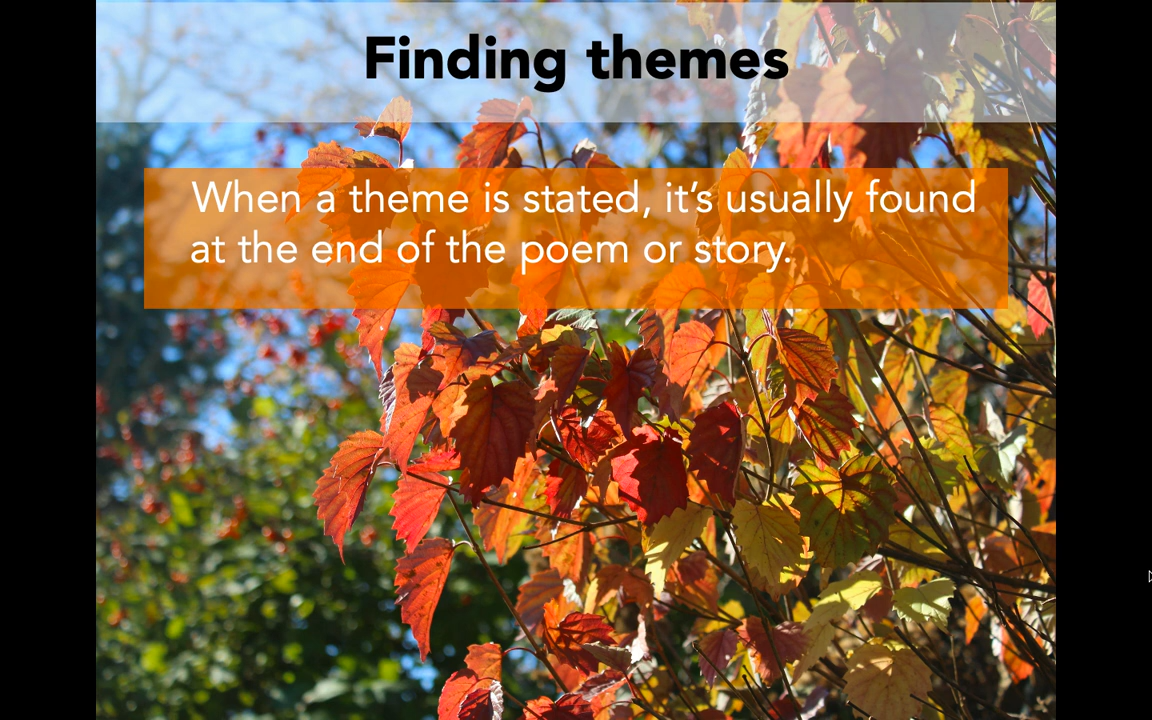 Finding themes
When a theme is stated, it’s usually found
at the end of the poem or story.